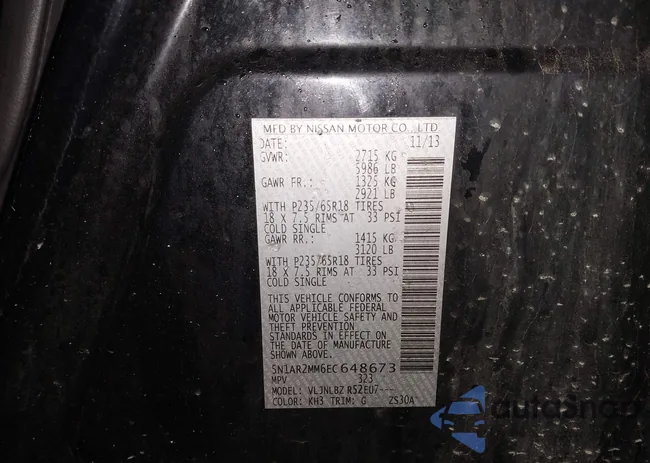 MFD BY NISSAN MOTOR CO., LTD
DATE: 11/13
GVWR: 2715 KG
5986 LB
GAWR FR.: 1325 KG
2921 LB
WITH P235/65R18 TIRES
18 X 7.5 RIMS AT 33 PSI
COLD SINGLE
GAWR RR.: 1415 KG
3120 LB
WITH P235/65R18 TIRES
18 X 7.5 RIMS AT 33 PSI
COLD SINGLE
THIS VEHICLE CONFORMS TO
ALL APPLICABLE FEDERAL
MOTOR VEHICLE SAFETY AND
THEFT PREVENTION
STANDARDS IN EFFECT ON
THE DATE OF MANUFACTURE
SHOWN ABOVE.
5N1AR2MM6EC648673
MPV 323
MODEL: VLJNLBZ RS2EU7---
COLOR: KH3 TRIM: G ZS30A
autoSnap